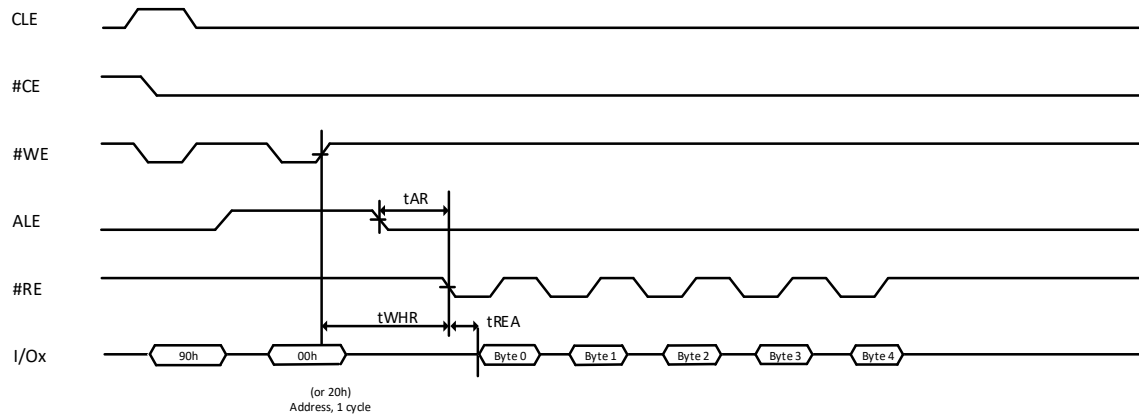 CLE
#CE
#WE
tAR
ALE
#RE
tWHR
tREA
I/Ox
90h
00h
Byte 0
Byte 1
Byte 2
Byte 3
Byte 4
(or 20h)
Address, 1 cycle